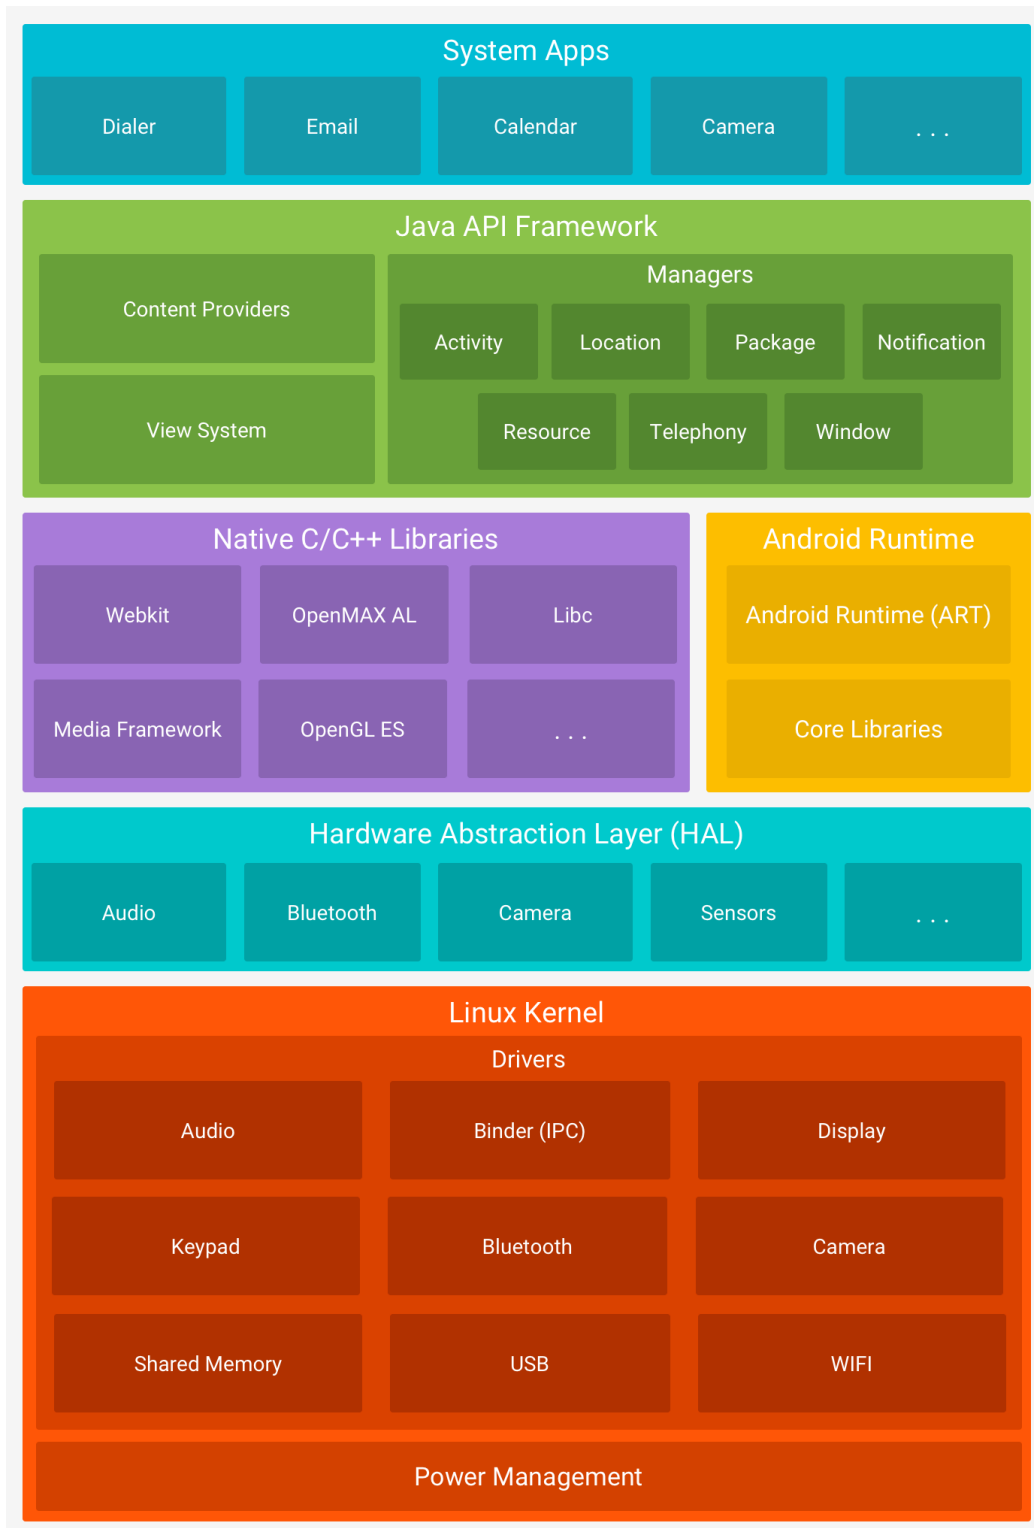 System Apps
Dialer
Email
Calendar
Camera
. . .
Java API Framework
Content Providers
View System
Managers
Activity
Location
Package
Notification
Resource
Telephony
Window
Native C/C++ Libraries
Webkit
OpenMAX AL
Libc
Media Framework
OpenGL ES
. . .
Android Runtime
Android Runtime (ART)
Core Libraries
Hardware Abstraction Layer (HAL)
Audio
Bluetooth
Camera
Sensors
. . .
Linux Kernel
Drivers
Audio
Binder (IPC)
Display
Keypad
Bluetooth
Camera
Shared Memory
USB
WIFI
Power Management